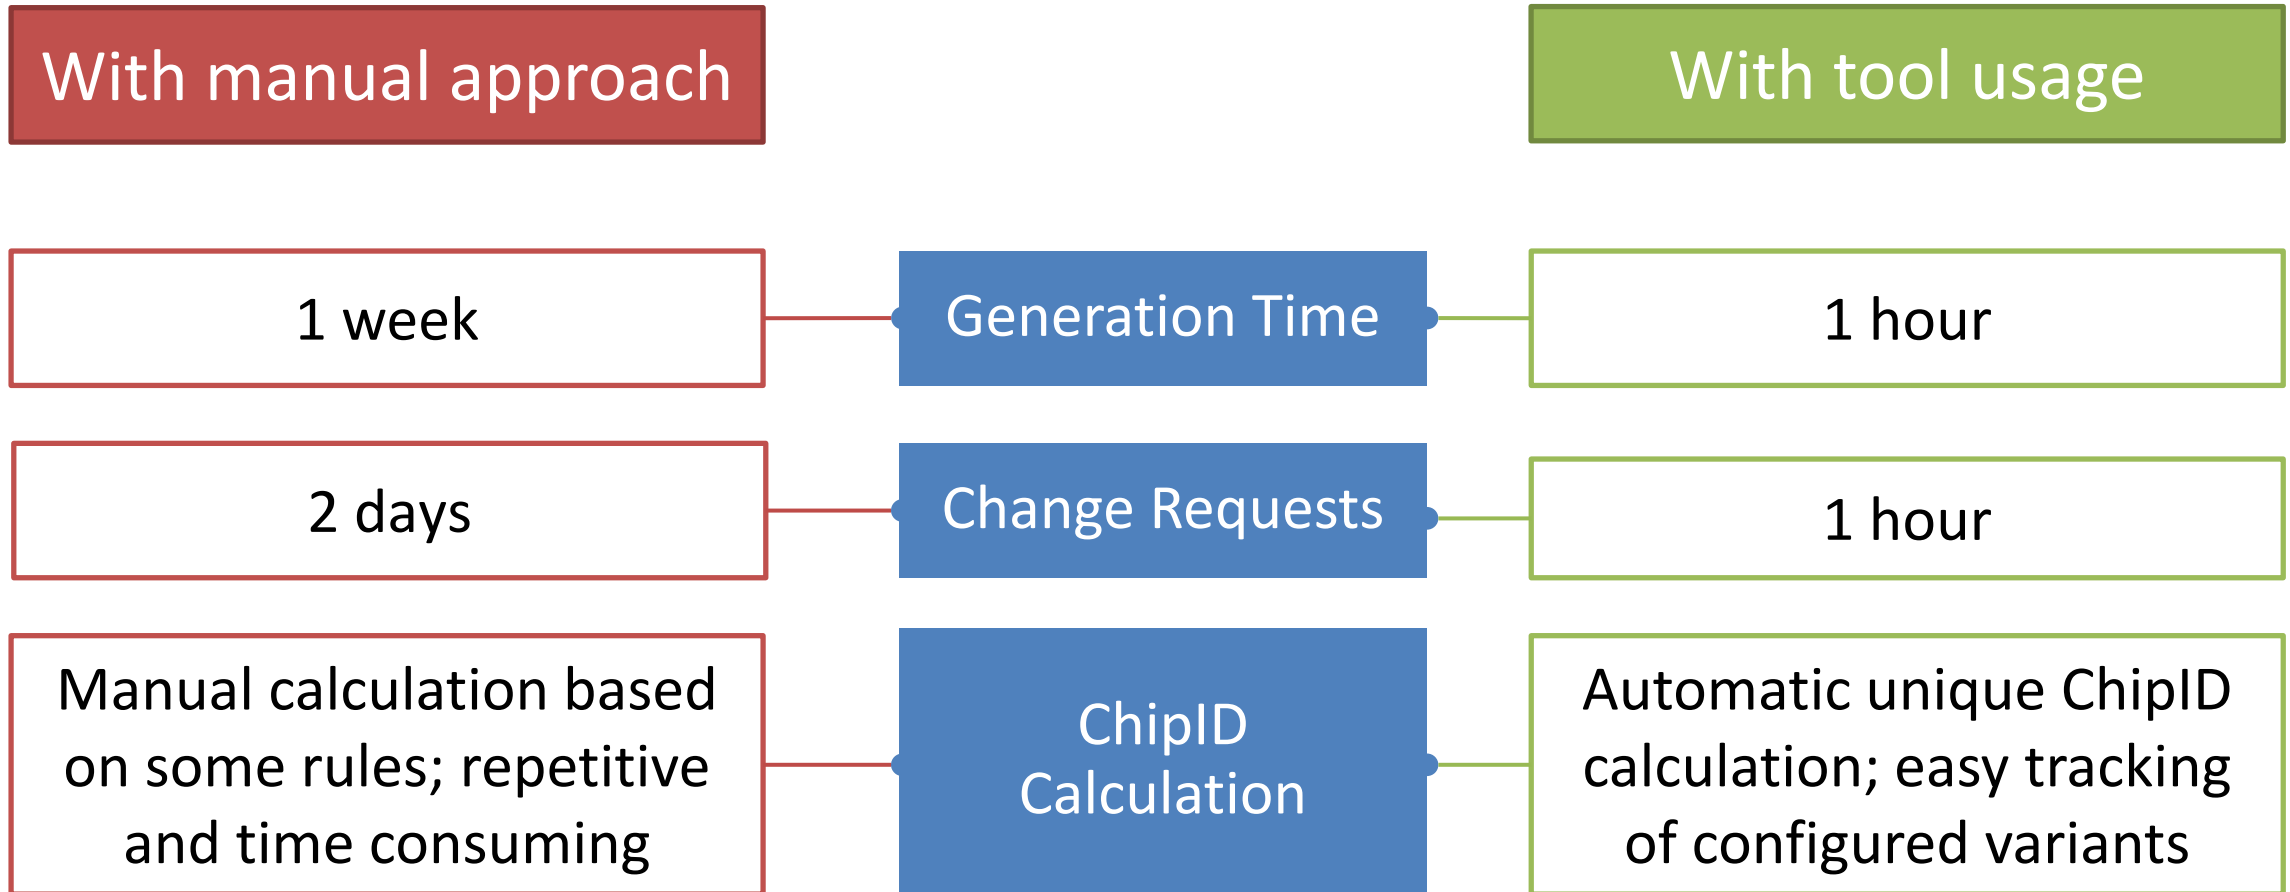 With manual approach
With tool usage
1 week
Generation Time
1 hour
2 days
Change Requests
1 hour
Manual calculation based
on some rules; repetitive
and time consuming
ChipID
Calculation
Automatic unique ChipID
calculation; easy tracking
of configured variants